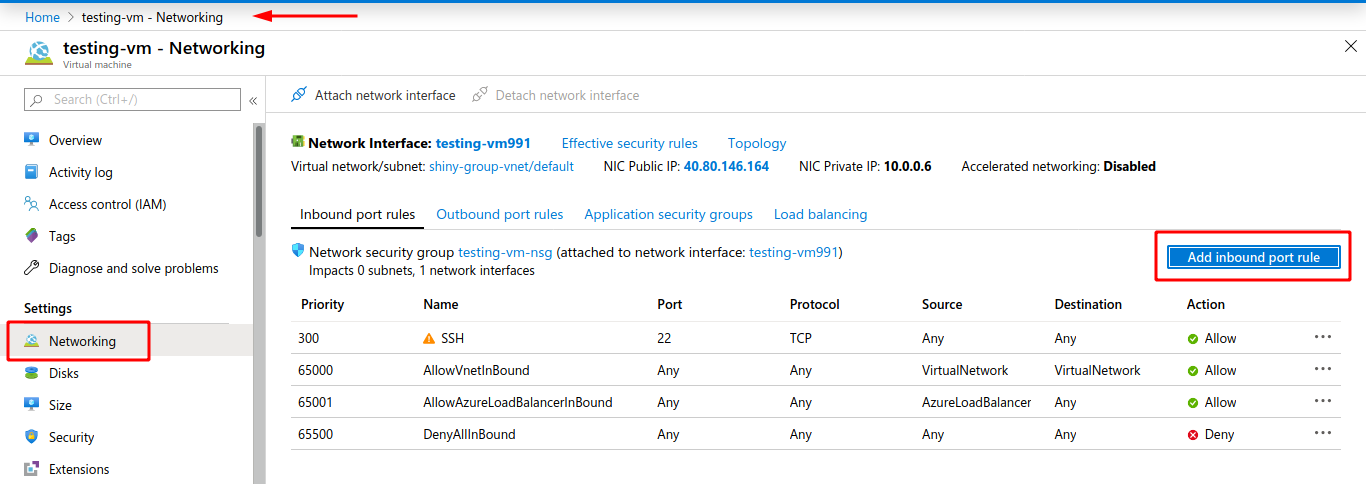 Home > testing-vm - Networking
testing-vm - Networking
Virtual machine
Search (Ctrl+/)
«
Overview
Activity log
Access control (IAM)
Tags
Diagnose and solve problems
Settings
Networking
Disks
Size
Security
Extensions
Attach network interface Detach network interface
Network Interface: testing-vm991 Effective security rules Topology
Virtual network/subnet: shiny-group-vnet/default NIC Public IP: 40.80.146.164 NIC Private IP: 10.0.0.6 Accelerated networking: Disabled
Inbound port rules Outbound port rules Application security groups Load balancing
Network security group testing-vm-nsg (attached to network interface: testing-vm991)
Impacts 0 subnets, 1 network interfaces
Add inbound port rule
Priority Name Port Protocol Source Destination Action
300 SSH 22 TCP Any Any Allow ...
65000 AllowVnetInBound Any Any VirtualNetwork VirtualNetwork Allow ...
65001 AllowAzureLoadBalancerInBound Any Any AzureLoadBalancer Any Allow ...
65500 DenyAllInBound Any Any Any Any Deny ...